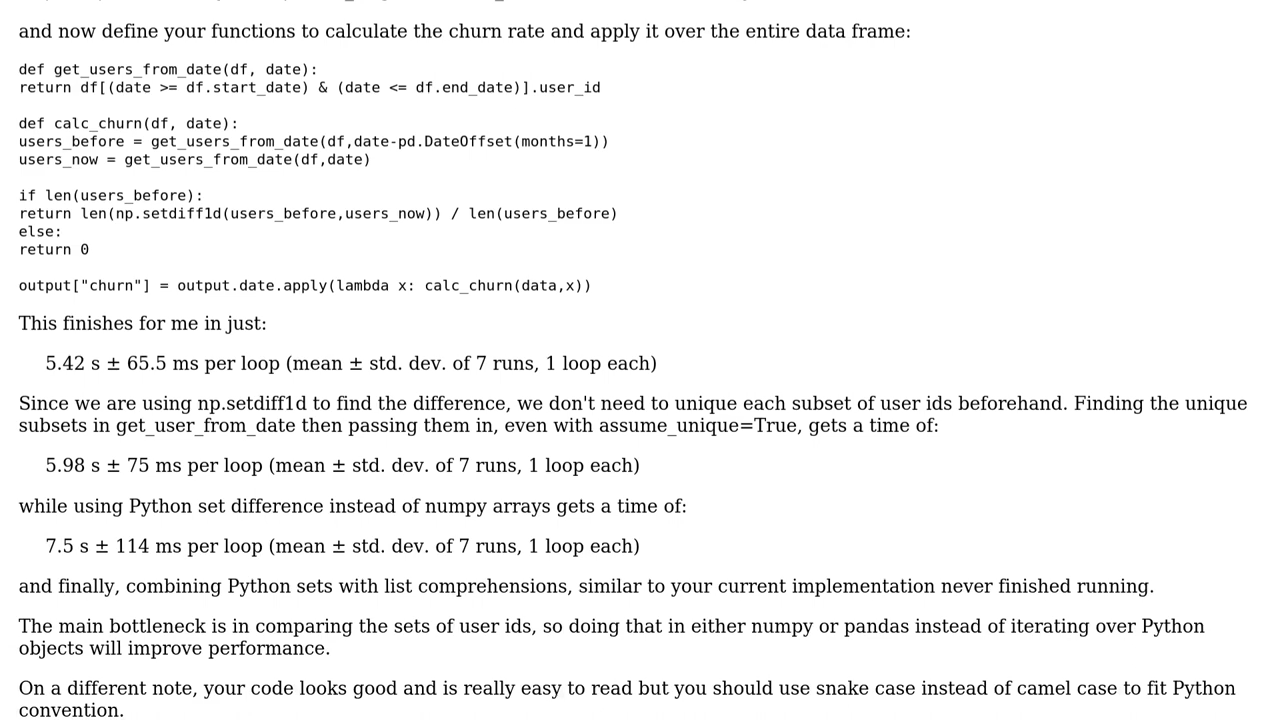 and now define your functions to calculate the churn rate and apply it over the entire data frame:
def get_users_from_date(df, date):
return df[(date >= df.start_date) & (date <= df.end_date)].user_id
def calc_churn(df, date):
users_before = get_users_from_date(df,date-pd.DateOffset(months=1))
users_now = get_users_from_date(df,date)
if len(users_before):
return len(np.setdiff1d(users_before,users_now)) / len(users_before)
else:
return 0
output["churn"] = output.date.apply(lambda x: calc_churn(data,x))
This finishes for me in just:
5.42 s ± 65.5 ms per loop (mean ± std. dev. of 7 runs, 1 loop each)
Since we are using np.setdiff1d to find the difference, we don't need to unique each subset of user ids beforehand. Finding the unique
subsets in get_user_from_date then passing them in, even with assume_unique=True, gets a time of:
5.98 s ± 75 ms per loop (mean ± std. dev. of 7 runs, 1 loop each)
while using Python set difference instead of numpy arrays gets a time of:
7.5 s ± 114 ms per loop (mean ± std. dev. of 7 runs, 1 loop each)
and finally, combining Python sets with list comprehensions, similar to your current implementation never finished running.
The main bottleneck is in comparing the sets of user ids, so doing that in either numpy or pandas instead of iterating over Python
objects will improve performance.
On a different note, your code looks good and is really easy to read but you should use snake case instead of camel case to fit Python
convention.